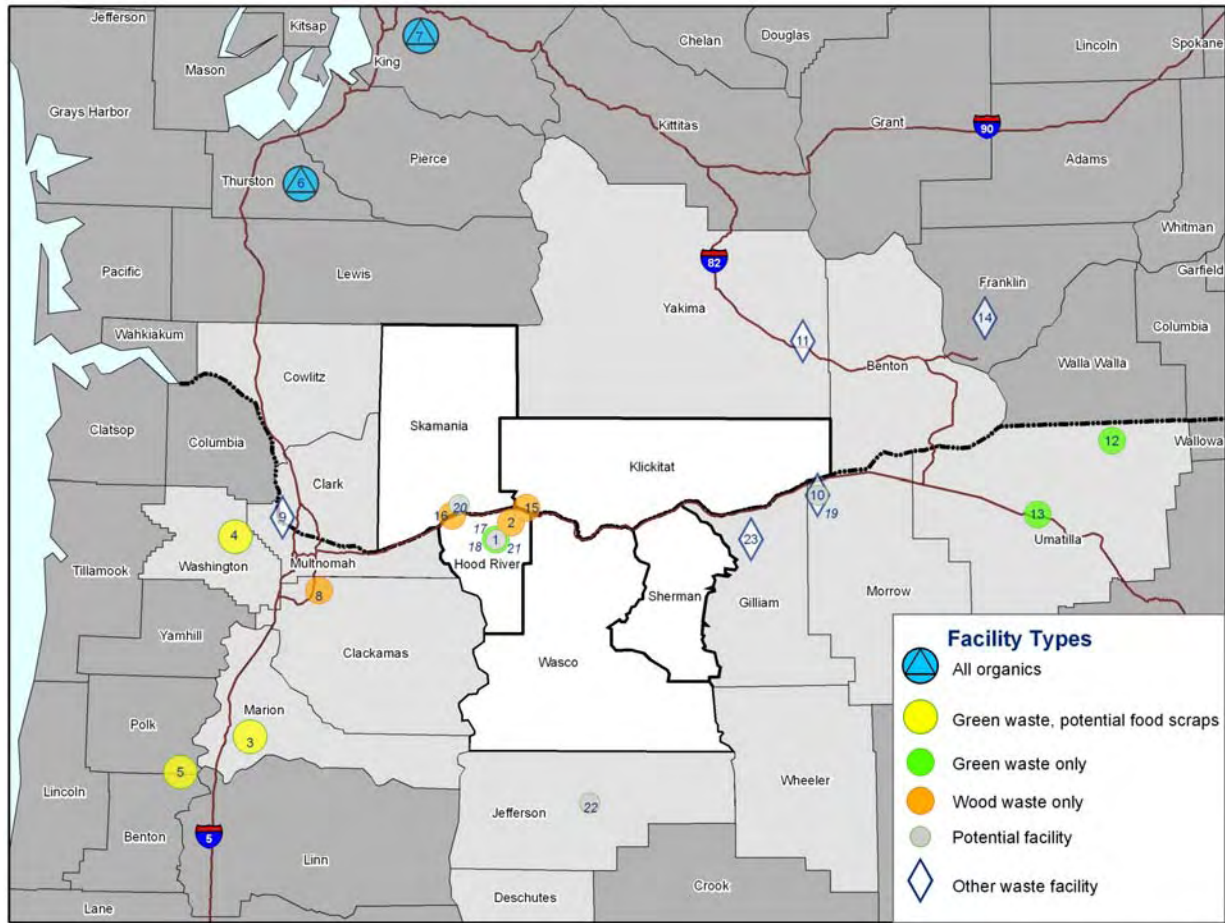 Jefferson
Kitsap
Mason
7
King
Chelan
Douglas
Lincoln
Spokane
Grays Harbor
Kittitas
Grant
90
Adams
Pierce
Thurston
6
Whitman
Garfield
Pacific
Lewis
82
Yakima
Franklin
14
Columbia
Wahkiakum
11
Benton
Walla Walla
Cowlitz
Skamania
Clatsop
Columbia
Klickitat
12
Wallowa
Clark
9
16
20
15
17
2
10
19
13
Umatilla
4
Washington
18
1
21
Hood River
23
Tillamook
Multnomah
8
Sherman
Gilliam
Morrow
Yamhill
Clackamas
Wasco
Marion
3
Polk
5
Lincoln
Benton
5
Linn
Lane
Jefferson
22
Wheeler
Deschutes
Crook
Facility Types
All organics
Green waste, potential food scraps
Green waste only
Wood waste only
Potential facility
Other waste facility